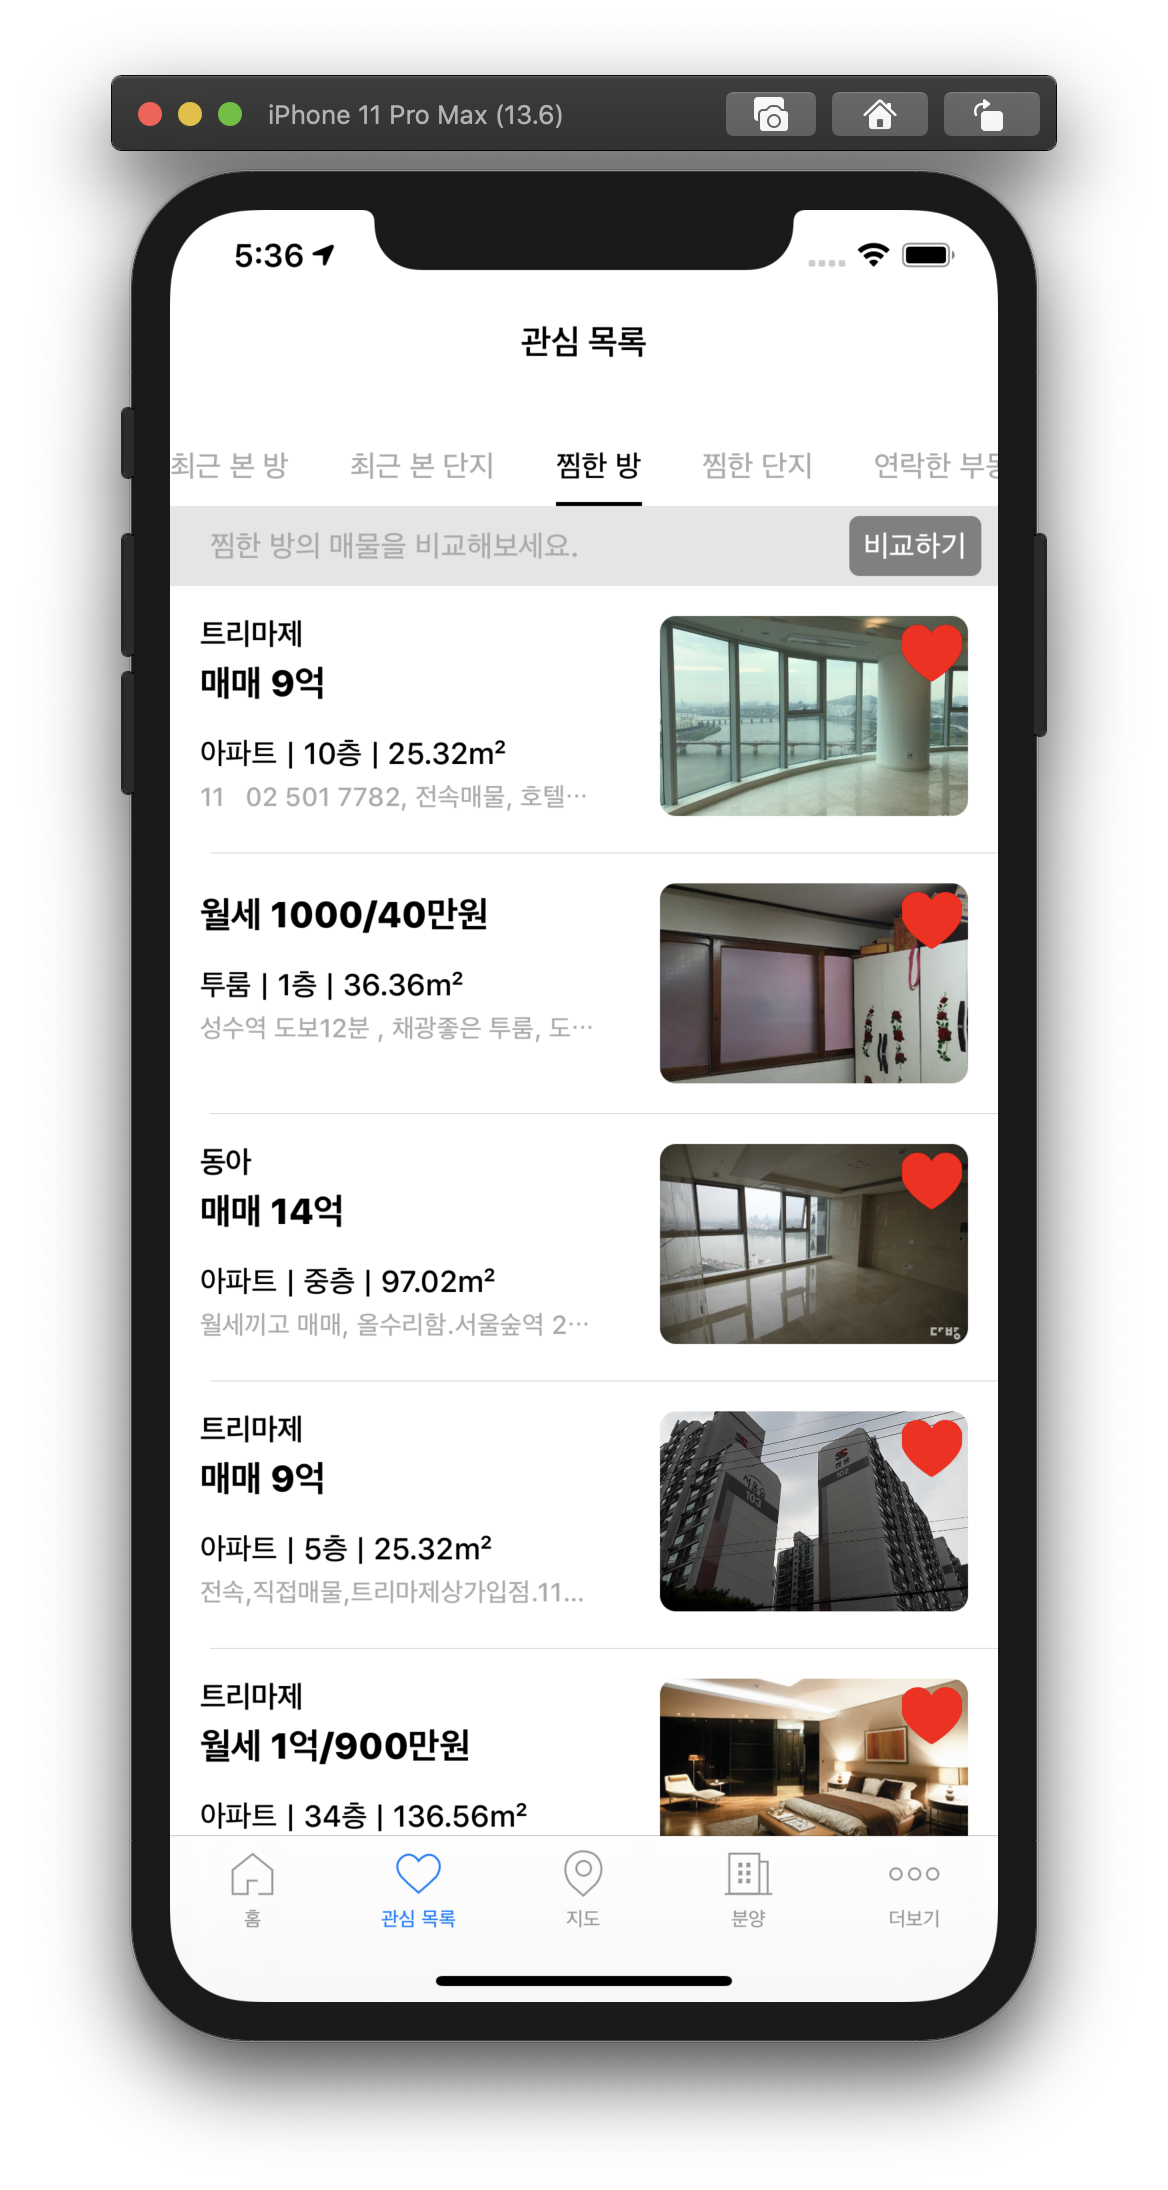 iPhone 11 Pro Max (13.6)
5:36
관심 목록
최근 본 방
최근 본 단지
찜한 방
찜한 단지
연락한 부동
찜한 방의 매물을 비교해보세요.
비교하기
트리마제
매매 9억
아파트 | 10층 | 25.32m²
11 02 501 7782, 전속매물, 호텔…
월세 1000/40만원
투룸 | 1층 | 36.36m²
성수역 도보12분 , 채광좋은 투룸, 도…
동아
매매 14억
아파트 | 중층 | 97.02m²
월세끼고 매매, 올수리함.서울숲역 2…
다방
트리마제
매매 9억
아파트 | 5층 | 25.32m²
전속,직접매물,트리마제상가입점.11...
103
102
트리마제
월세 1억/900만원
아파트 | 34층 | 136.56m²
홈
관심 목록
지도
분양
더보기